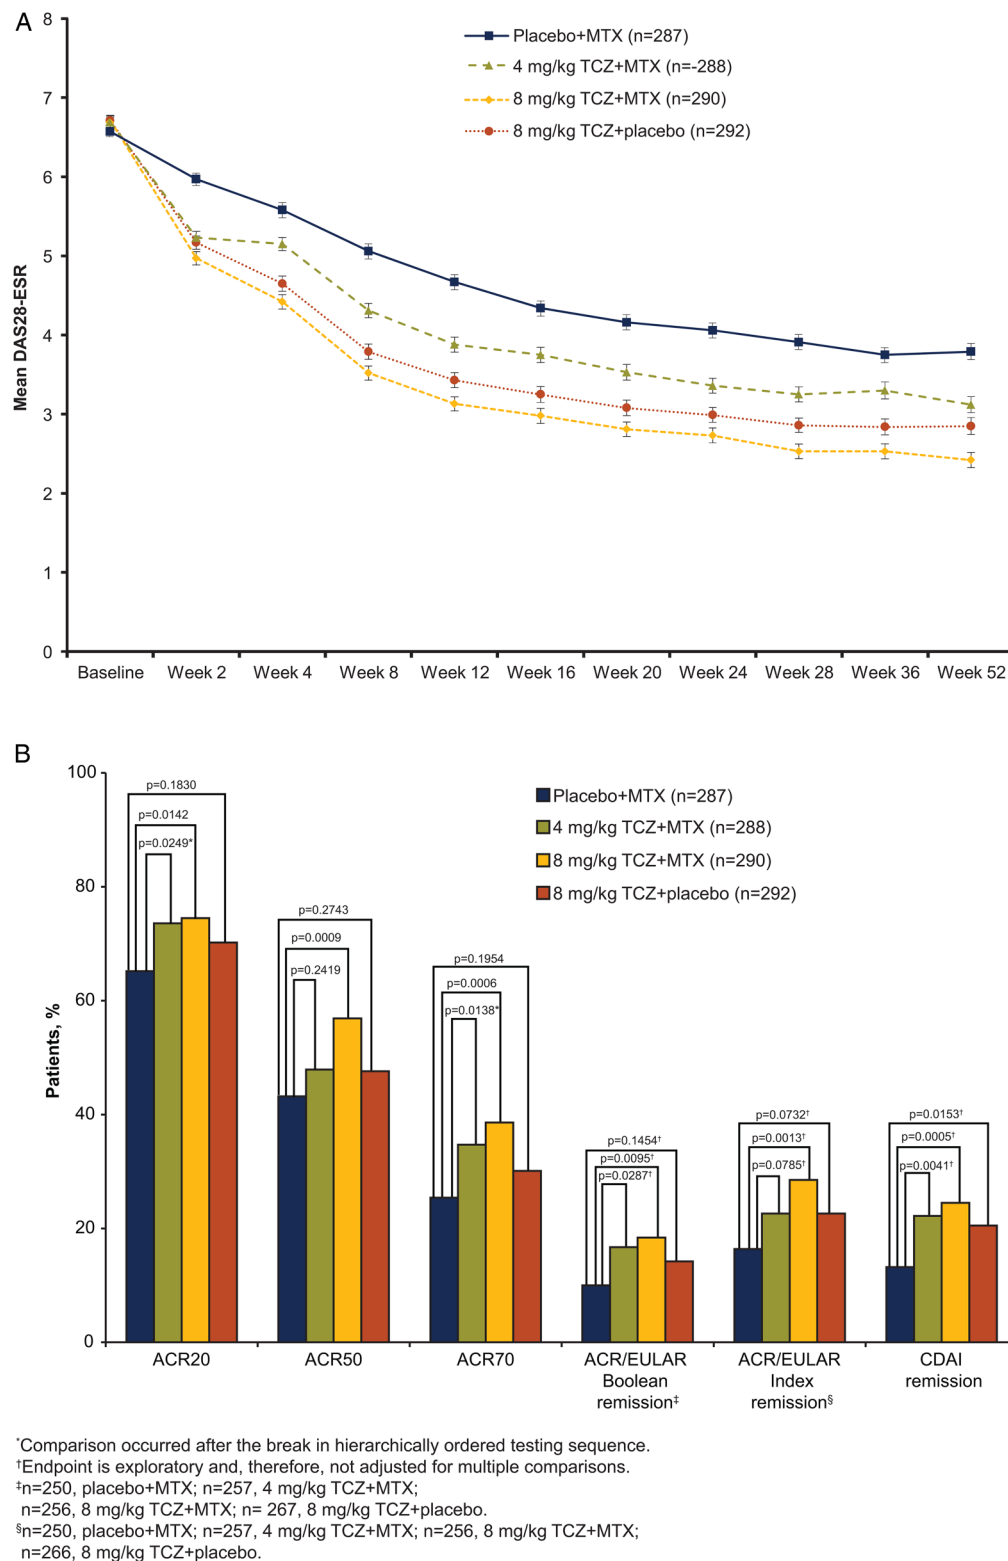 A
8
7
6
5
4
3
2
1
0
Mean DAS28-ESR
Placebo+MTX (n=287)
4 mg/kg TCZ+MTX (n=-288)
8 mg/kg TCZ+MTX (n=290)
8 mg/kg TCZ+placebo (n=292)
Baseline Week 2 Week 4 Week 8 Week 12 Week 16 Week 20 Week 24 Week 28 Week 36 Week 52
B
100
80
60
40
20
0
Patients, %
Placebo+MTX (n=287)
4 mg/kg TCZ+MTX (n=288)
8 mg/kg TCZ+MTX (n=290)
8 mg/kg TCZ+placebo (n=292)
p=0.1830
p=0.0142
p=0.0249*
p=0.2743
p=0.0009
p=0.2419
p=0.1954
p=0.0006
p=0.0138*
p=0.1454†
p=0.0095†
p=0.0287†
p=0.0732†
p=0.0013†
p=0.0785†
p=0.0153†
p=0.0005†
p=0.0041†
ACR20
ACR50
ACR70
ACR/EULAR
Boolean
remission‡
ACR/EULAR
Index
remission§
CDAI
remission
*Comparison occurred after the break in hierarchically ordered testing sequence.
†Endpoint is exploratory and, therefore, not adjusted for multiple comparisons.
‡n=250, placebo+MTX; n=257, 4 mg/kg TCZ+MTX;
n=256, 8 mg/kg TCZ+MTX; n= 267, 8 mg/kg TCZ+placebo.
§n=250, placebo+MTX; n=257, 4 mg/kg TCZ+MTX; n=256, 8 mg/kg TCZ+MTX;
n=266, 8 mg/kg TCZ+placebo.